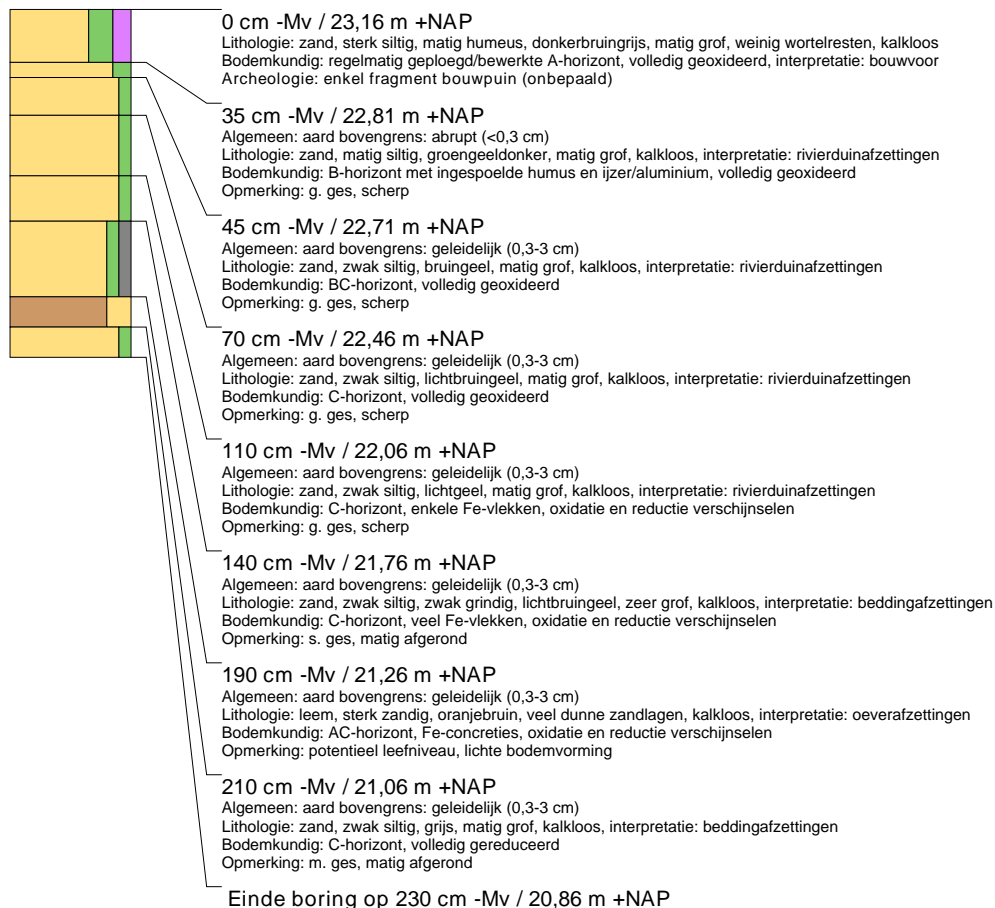 0 cm -Mv / 23,16 m +NAP
Lithologie: zand, sterk siltig, matig humeus, donkerbruingrijs, matig grof, weinig wortelresten, kalkloos
Bodemkundig: regelmatig geploegd/bewerkte A-horizont, volledig geoxideerd, interpretatie: bouwvoor
Archeologie: enkel fragment bouwpuin (onbepaald)
35 cm -Mv / 22,81 m +NAP
Algemeen: aard bovengrens: abrupt (<0,3 cm)
Lithologie: zand, matig siltig, groengeeldonker, matig grof, kalkloos, interpretatie: rivierduinafzettingen
Bodemkundig: B-horizont met ingespoelde humus en ijzer/aluminium, volledig geoxideerd
Opmerking: g. ges, scherp
45 cm -Mv / 22,71 m +NAP
Algemeen: aard bovengrens: geleidelijk (0,3-3 cm)
Lithologie: zand, zwak siltig, bruingeel, matig grof, kalkloos, interpretatie: rivierduinafzettingen
Bodemkundig: BC-horizont, volledig geoxideerd
Opmerking: g. ges, scherp
70 cm -Mv / 22,46 m +NAP
Algemeen: aard bovengrens: geleidelijk (0,3-3 cm)
Lithologie: zand, zwak siltig, lichtbruingeel, matig grof, kalkloos, interpretatie: rivierduinafzettingen
Bodemkundig: C-horizont, volledig geoxideerd
Opmerking: g. ges, scherp
110 cm -Mv / 22,06 m +NAP
Algemeen: aard bovengrens: geleidelijk (0,3-3 cm)
Lithologie: zand, zwak siltig, lichtgeel, matig grof, kalkloos, interpretatie: rivierduinafzettingen
Bodemkundig: C-horizont, enkele Fe-vlekken, oxidatie en reductie verschijnselen
Opmerking: g. ges, scherp
140 cm -Mv / 21,76 m +NAP
Algemeen: aard bovengrens: geleidelijk (0,3-3 cm)
Lithologie: zand, zwak siltig, zwak grindig, lichtbruingeel, zeer grof, kalkloos, interpretatie: beddingafzettingen
Bodemkundig: C-horizont, veel Fe-vlekken, oxidatie en reductie verschijnselen
Opmerking: s. ges, matig afgerond
190 cm -Mv / 21,26 m +NAP
Algemeen: aard bovengrens: geleidelijk (0,3-3 cm)
Lithologie: leem, sterk zandig, oranjebruin, veel dunne zandlagen, kalkloos, interpretatie: oeverafzettingen
Bodemkundig: AC-horizont, Fe-concreties, oxidatie en reductie verschijnselen
Opmerking: potentieel leefniveau, lichte bodemvorming
210 cm -Mv / 21,06 m +NAP
Algemeen: aard bovengrens: geleidelijk (0,3-3 cm)
Lithologie: zand, zwak siltig, grijs, matig grof, kalkloos, interpretatie: beddingafzettingen
Bodemkundig: C-horizont, volledig gereduceerd
Opmerking: m. ges, matig afgerond
Einde boring op 230 cm -Mv / 20,86 m +NAP